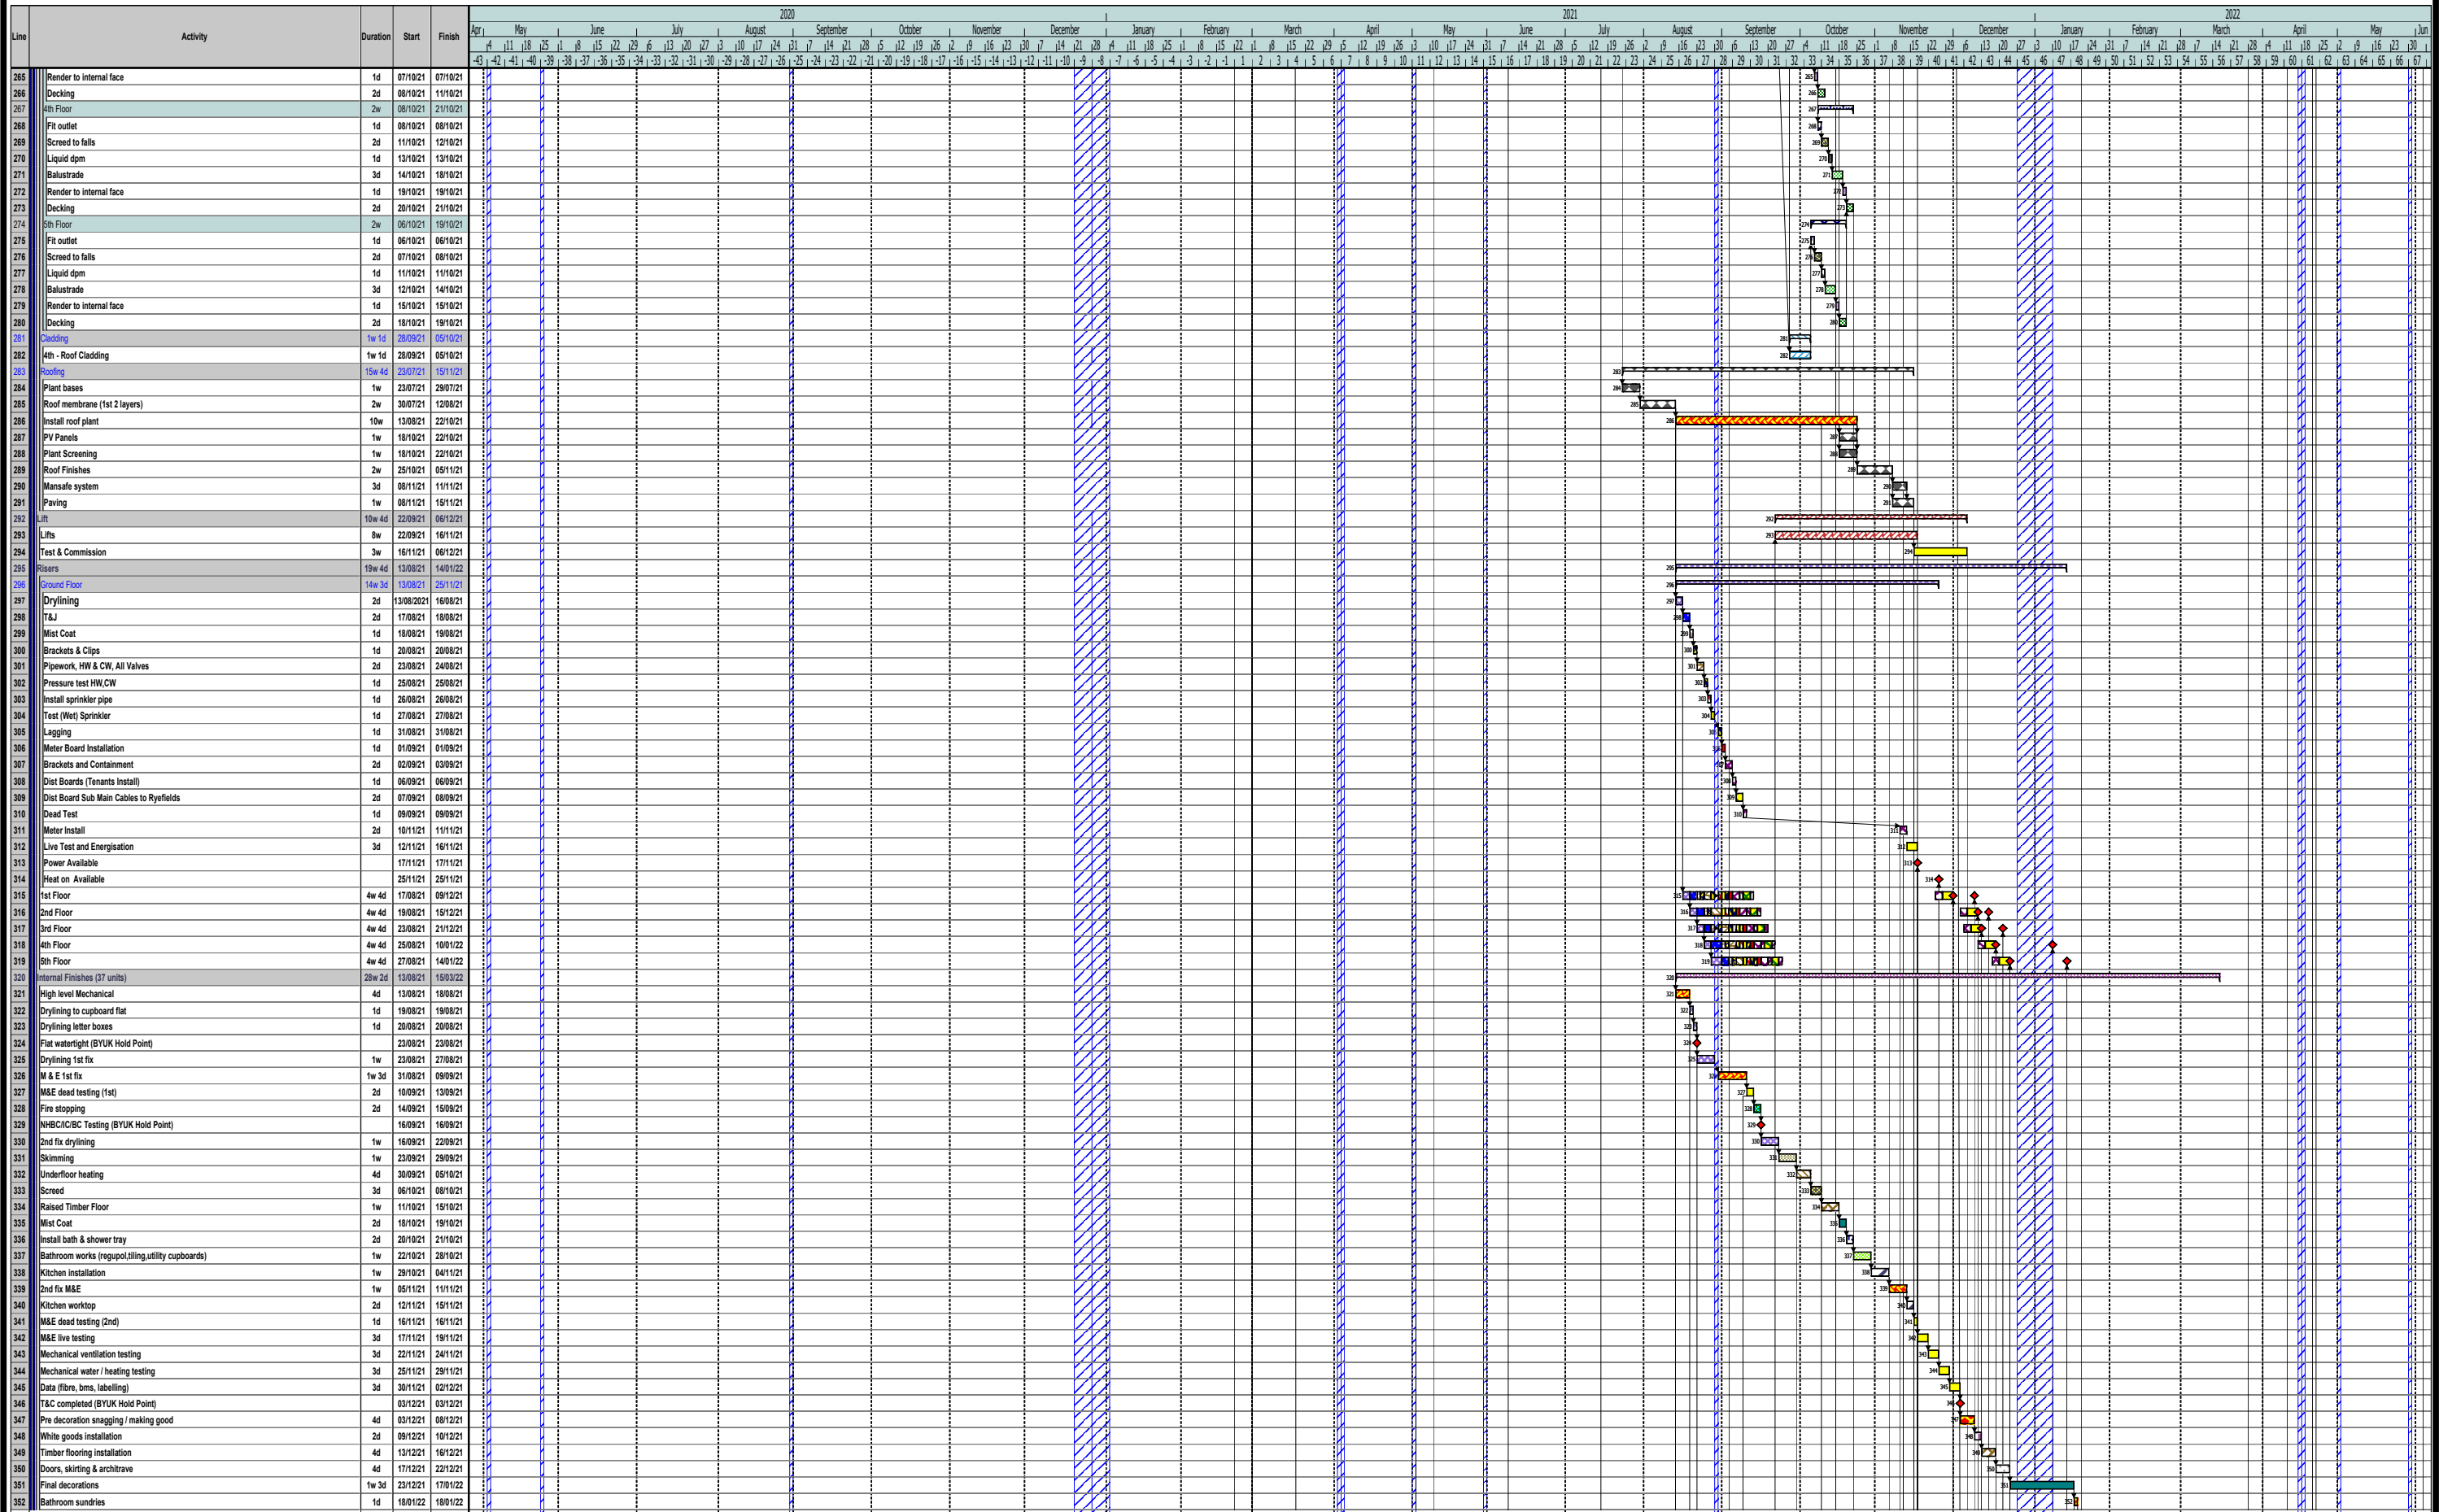 2020 2021 2022
Line Activity Duration Start Finish
Apr May June July August September October November December January February March April May June July August September October November December January February March April May Jun
265 Render to internal face 1d 07/10/21 07/10/21
266 Decking 2d 08/10/21 11/10/21
267 4th Floor 2w 08/10/21 21/10/21
268 Fit outlet 1d 08/10/21 08/10/21
269 Screed to falls 2d 11/10/21 12/10/21
270 Liquid dpm 1d 13/10/21 13/10/21
271 Balustrade 3d 14/10/21 18/10/21
272 Render to internal face 1d 19/10/21 19/10/21
273 Decking 2d 20/10/21 21/10/21
274 5th Floor 2w 06/10/21 19/10/21
275 Fit outlet 1d 06/10/21 06/10/21
276 Screed to falls 2d 07/10/21 08/10/21
277 Liquid dpm 1d 11/10/21 11/10/21
278 Balustrade 3d 12/10/21 14/10/21
279 Render to internal face 1d 15/10/21 15/10/21
280 Decking 2d 18/10/21 19/10/21
281 Cladding 1w 1d 28/09/21 05/10/21
282 4th - Roof Cladding 1w 1d 28/09/21 05/10/21
283 Roofing 15w 4d 23/07/21 15/11/21
284 Plant bases 1w 23/07/21 29/07/21
285 Roof membrane (1st 2 layers) 2w 30/07/21 12/08/21
286 Install roof plant 10w 13/08/21 22/10/21
287 PV Panels 1w 18/10/21 22/10/21
288 Plant Screening 1w 18/10/21 22/10/21
289 Roof Finishes 2w 25/10/21 05/11/21
290 Mansafe system 3d 08/11/21 11/11/21
291 Paving 1w 08/11/21 15/11/21
292 Lift 10w 4d 22/09/21 06/12/21
293 Lifts 8w 22/09/21 16/11/21
294 Test & Commission 3w 16/11/21 06/12/21
295 Risers 19w 4d 13/08/21 14/01/22
296 Ground Floor 14w 3d 13/08/21 25/11/21
297 Drylining 2d 13/08/2021 16/08/21
298 T&J 2d 17/08/21 18/08/21
299 Mist Coat 1d 18/08/21 19/08/21
300 Brackets & Clips 1d 20/08/21 20/08/21
301 Pipework, HW & CW, All Valves 2d 23/08/21 24/08/21
302 Pressure test HW,CW 1d 25/08/21 25/08/21
303 Install sprinkler pipe 1d 26/08/21 26/08/21
304 Test (Wet) Sprinkler 1d 27/08/21 27/08/21
305 Lagging 1d 31/08/21 31/08/21
306 Meter Board Installation 1d 01/09/21 01/09/21
307 Brackets and Containment 2d 02/09/21 03/09/21
308 Dist Boards (Tenants Install) 1d 06/09/21 06/09/21
309 Dist Board Sub Main Cables to Ryefields 2d 07/09/21 08/09/21
310 Dead Test 1d 09/09/21 09/09/21
311 Meter Install 2d 10/11/21 11/11/21
312 Live Test and Energisation 3d 12/11/21 16/11/21
313 Power Available 17/11/21 17/11/21
314 Heat on Available 25/11/21 25/11/21
315 1st Floor 4w 4d 17/08/21 09/12/21
316 2nd Floor 4w 4d 19/08/21 15/12/21
317 3rd Floor 4w 4d 23/08/21 21/12/21
318 4th Floor 4w 4d 25/08/21 10/01/22
319 5th Floor 4w 4d 27/08/21 14/01/22
320 Internal Finishes (37 units) 28w 2d 13/08/21 15/03/22
321 High level Mechanical 4d 13/08/21 18/08/21
322 Drylining to cupboard flat 1d 19/08/21 19/08/21
323 Drylining letter boxes 1d 20/08/21 20/08/21
324 Flat watertight (BYUK Hold Point) 23/08/21 23/08/21
325 Drylining 1st fix 1w 23/08/21 27/08/21
326 M & E 1st fix 1w 3d 31/08/21 09/09/21
327 M&E dead testing (1st) 2d 10/09/21 13/09/21
328 Fire stopping 2d 14/09/21 15/09/21
329 NHBC/IC/BC Testing (BYUK Hold Point) 16/09/21 16/09/21
330 2nd fix drylining 1w 16/09/21 22/09/21
331 Skimming 1w 23/09/21 29/09/21
332 Underfloor heating 4d 30/09/21 05/10/21
333 Screed 3d 06/10/21 08/10/21
334 Raised Timber Floor 1w 11/10/21 15/10/21
335 Mist Coat 2d 18/10/21 19/10/21
336 Install bath & shower tray 2d 20/10/21 21/10/21
337 Bathroom works (regupol,tiling,utility cupboards) 1w 22/10/21 28/10/21
338 Kitchen installation 1w 29/10/21 04/11/21
339 2nd fix M&E 1w 05/11/21 11/11/21
340 Kitchen worktop 2d 12/11/21 15/11/21
341 M&E dead testing (2nd) 1d 16/11/21 16/11/21
342 M&E live testing 3d 17/11/21 19/11/21
343 Mechanical ventilation testing 3d 22/11/21 24/11/21
344 Mechanical water / heating testing 3d 25/11/21 29/11/21
345 Data (fibre, bms, labelling) 3d 30/11/21 02/12/21
346 T&C completed (BYUK Hold Point) 03/12/21 03/12/21
347 Pre decoration snagging / making good 4d 03/12/21 08/12/21
348 White goods installation 2d 09/12/21 10/12/21
349 Timber flooring installation 4d 13/12/21 16/12/21
350 Doors, skirting & architrave 4d 17/12/21 22/12/21
351 Final decorations 1w 3d 23/12/21 17/01/22
352 Bathroom sundries 1d 18/01/22 18/01/22